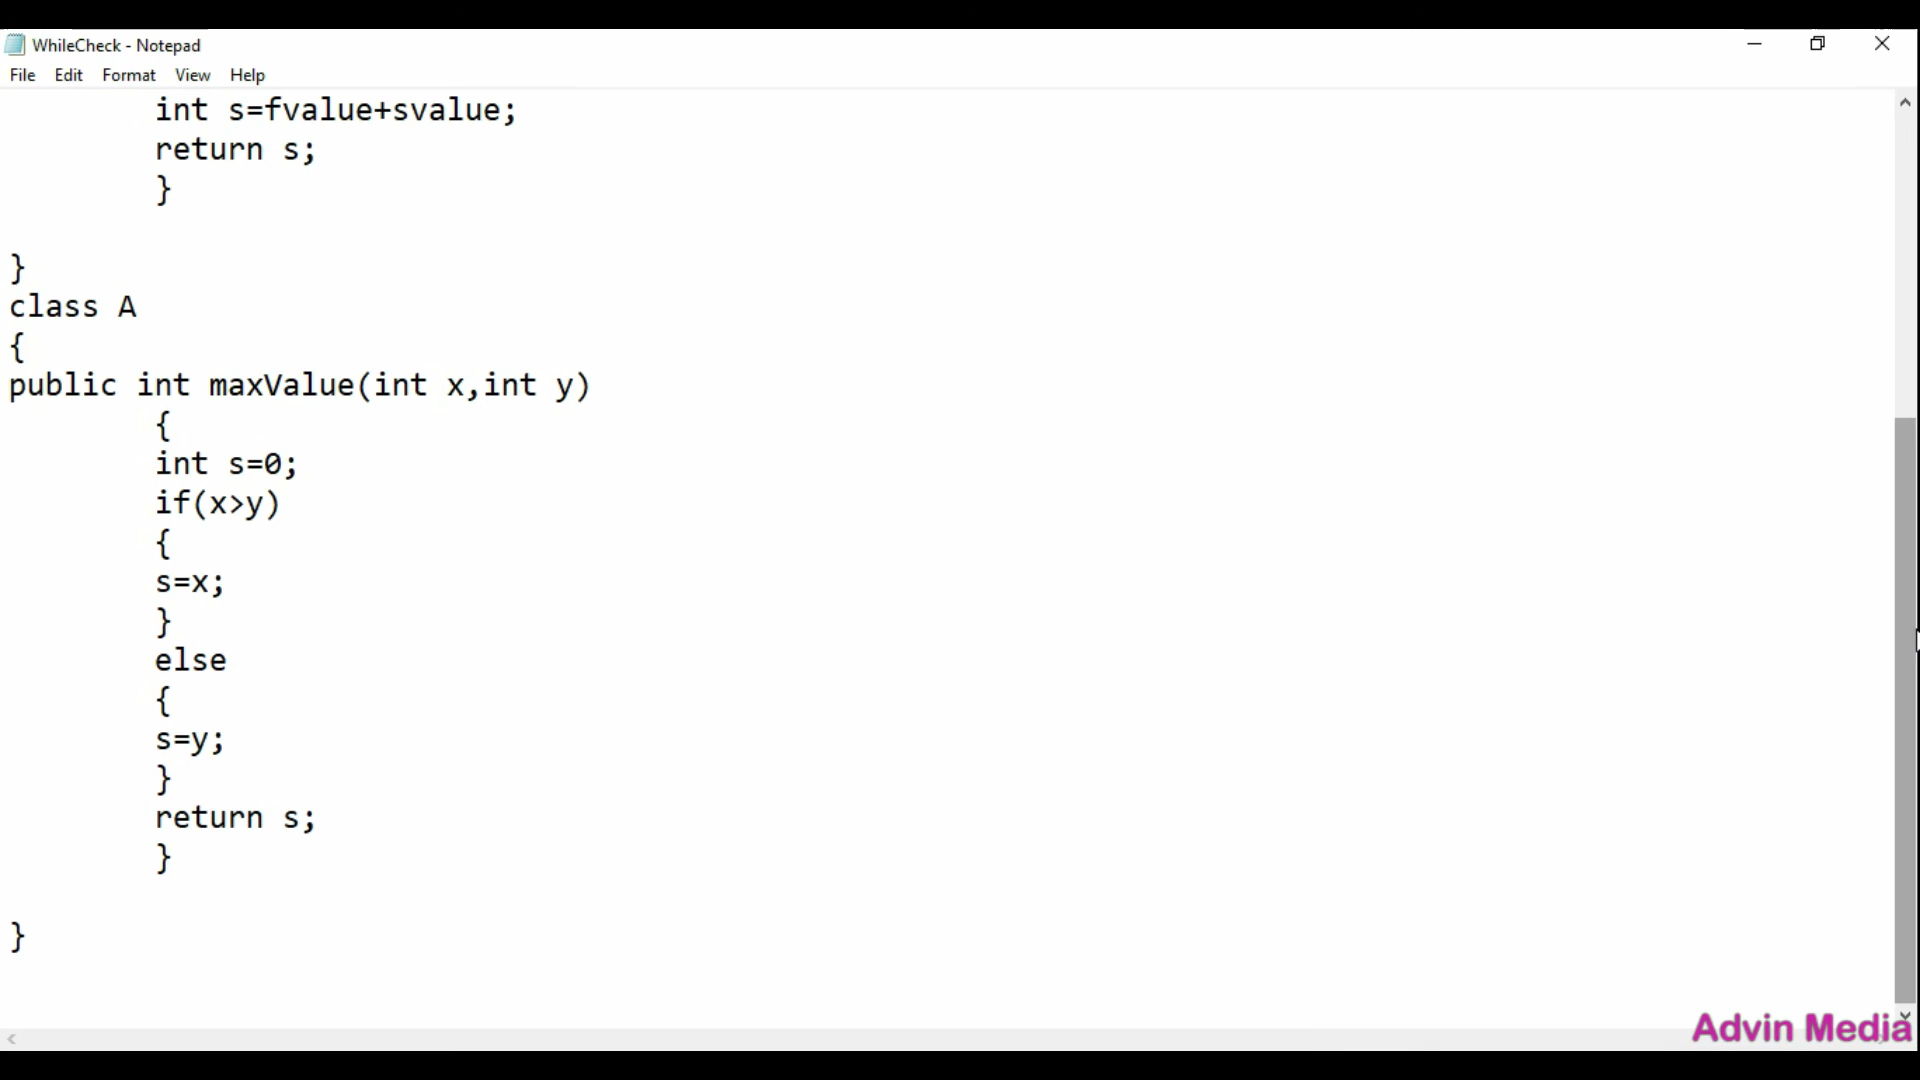 WhileCheck - Notepad
File Edit Format View Help
int s=fvalue+svalue;
return s;
}
}
class A
{
public int maxValue(int x,int y)
{
int s=0;
if(x>y)
{
s=x;
}
else
{
s=y;
}
return s;
}
}
Advin Media